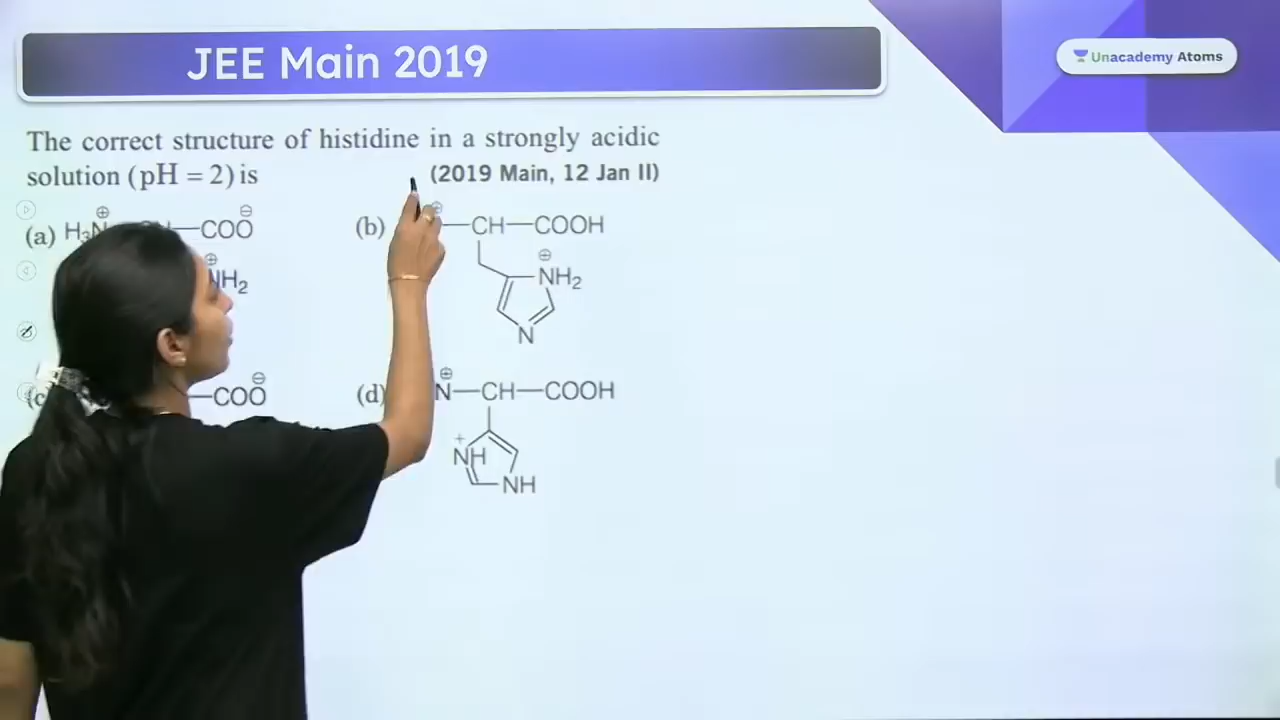 JEE Main 2019
Unacademy Atoms
The correct structure of histidine in a strongly acidic
solution (pH = 2) is (2019 Main, 12 Jan II)
(a) H₃N —COO⊖
⊕
NH₂
(b) ⊕ —CH—COOH
⊕
NH₂
N
—COO⊖
(d) ⊕
N—CH—COOH
+
NH
NH